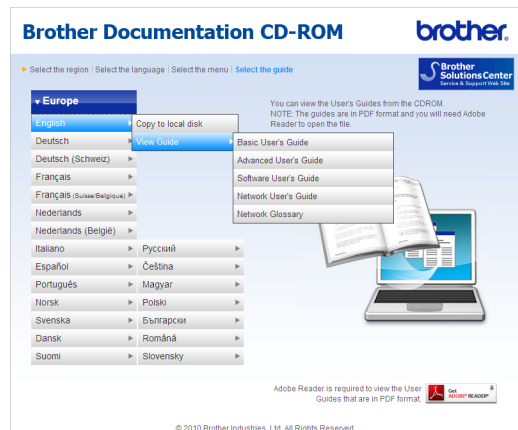 Brother Documentation CD-ROM
brother
Select the region | Select the language | Select the menu | Select the guide
Brother
Solutions Center
Service & Support Web Site
Europe
You can view the User's Guides from the CDROM.
NOTE: The guides are in PDF format and you will need Adobe
Reader to open the file.
English
Copy to local disk
Deutsch
View Guide
Basic User's Guide
Deutsch (Schweiz)
Advanced User's Guide
Français
Software User's Guide
Français (Suisse/Belgique)
Network User's Guide
Nederlands
Network Glossary
Nederlands (België)
Italiano
Русский
Español
Čeština
Português
Magyar
Norsk
Polski
Svenska
Български
Dansk
Română
Suomi
Slovensky
Adobe Reader is required to view the User
Guides that are in PDF format.
Get
ADOBE® READER®
© 2010 Brother Industries, Ltd. All Rights Reserved.